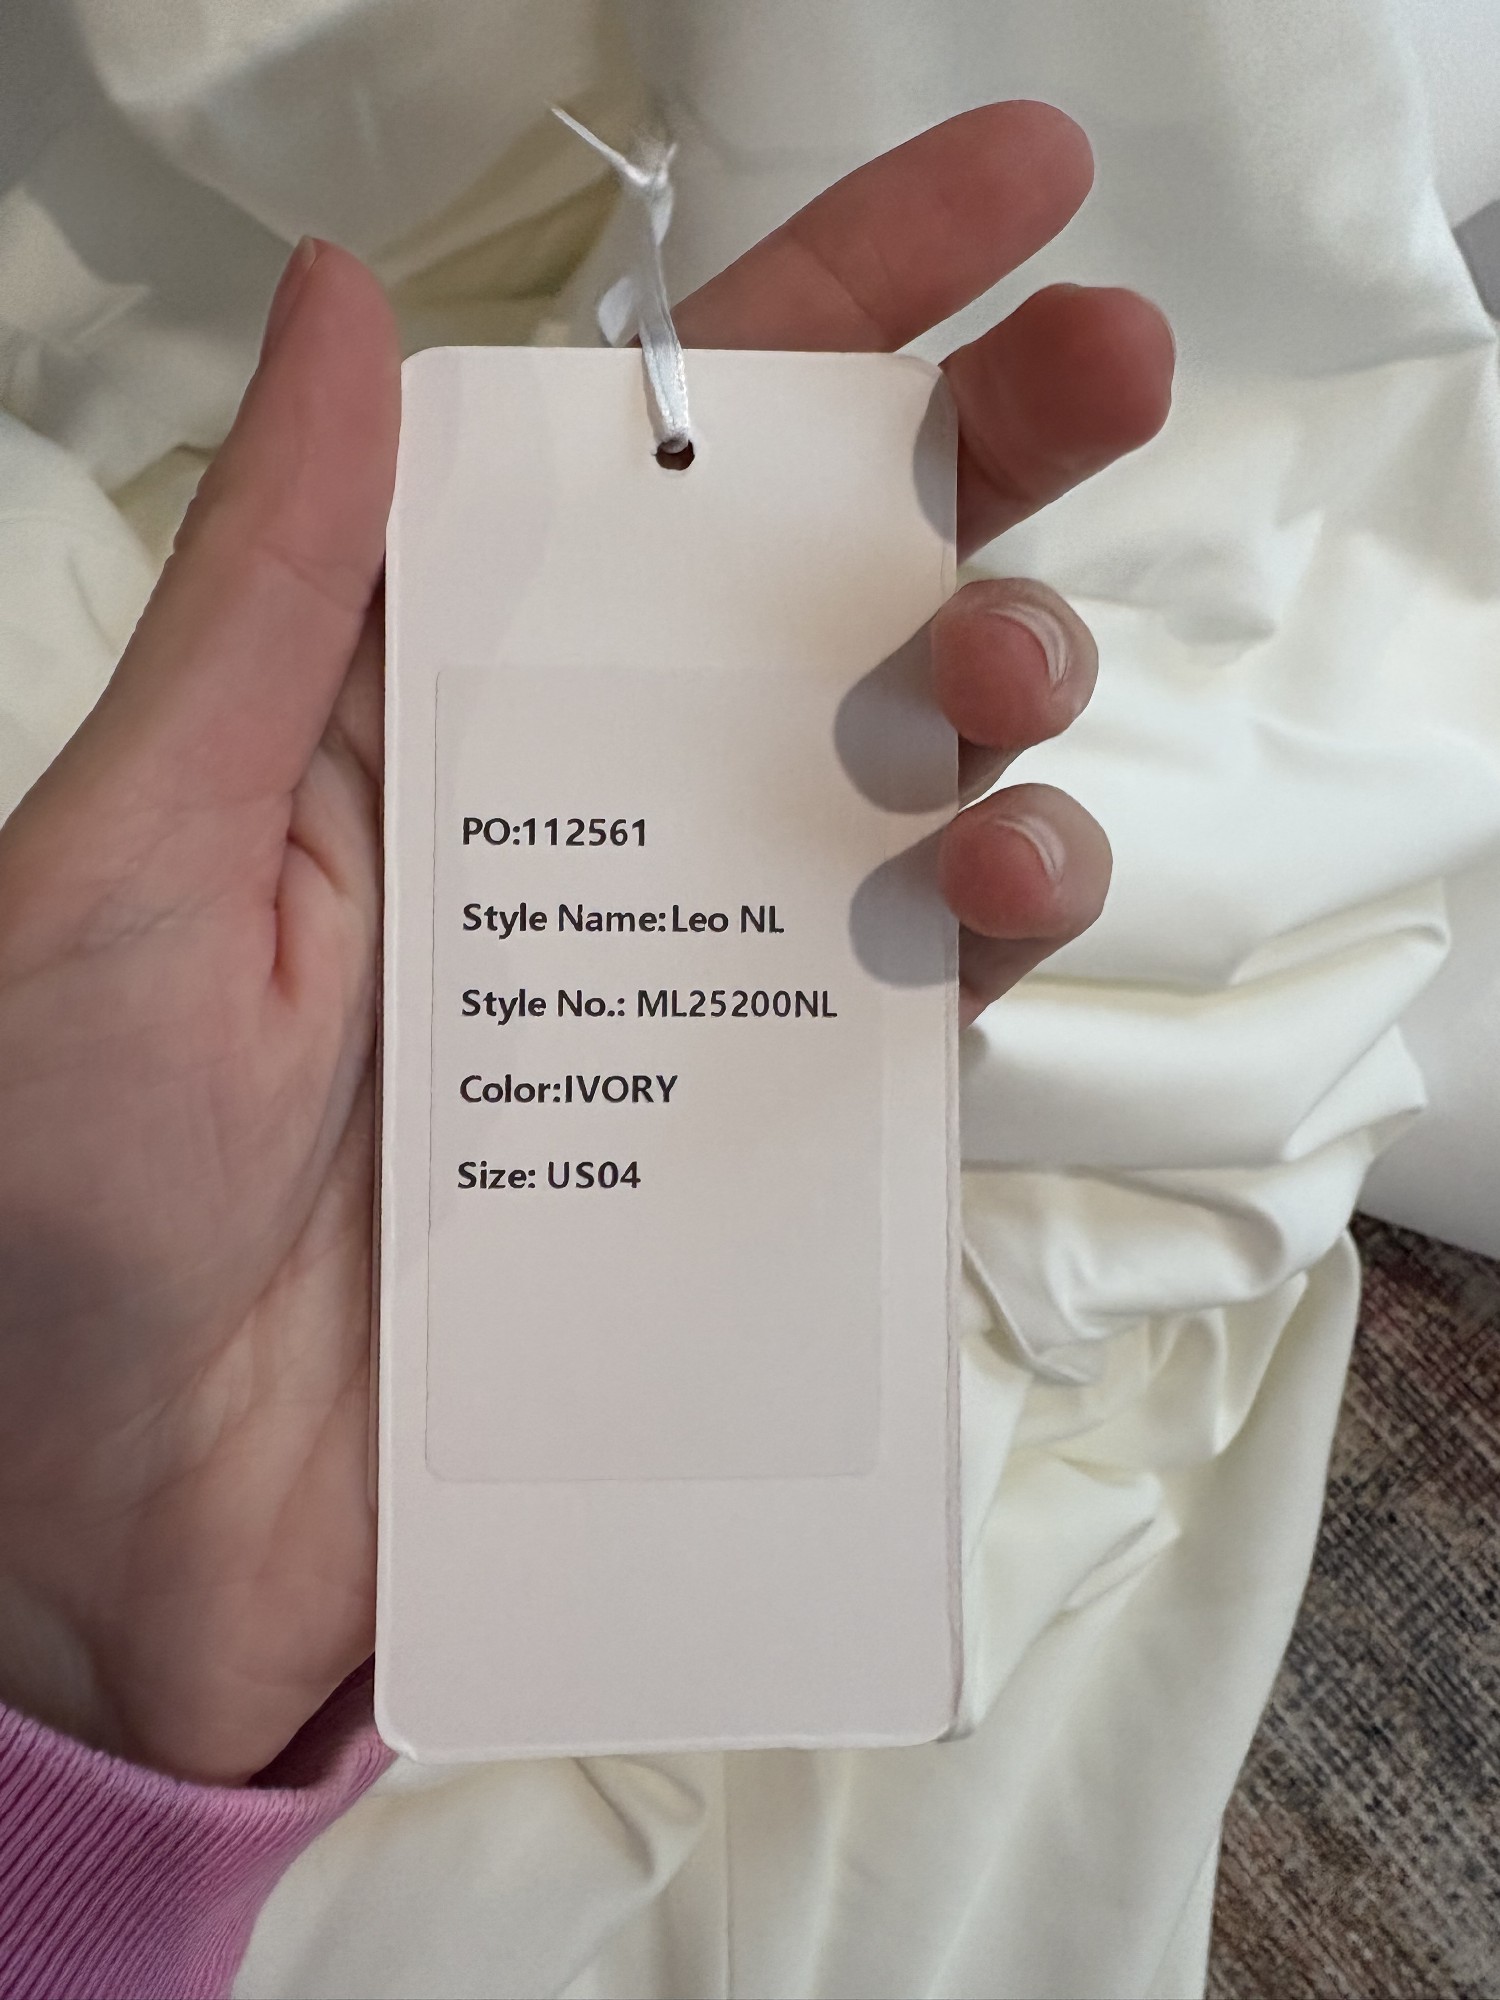 PO:112561
Style Name:Leo NL
Style No.: ML25200NL
Color:IVORY
Size: US04